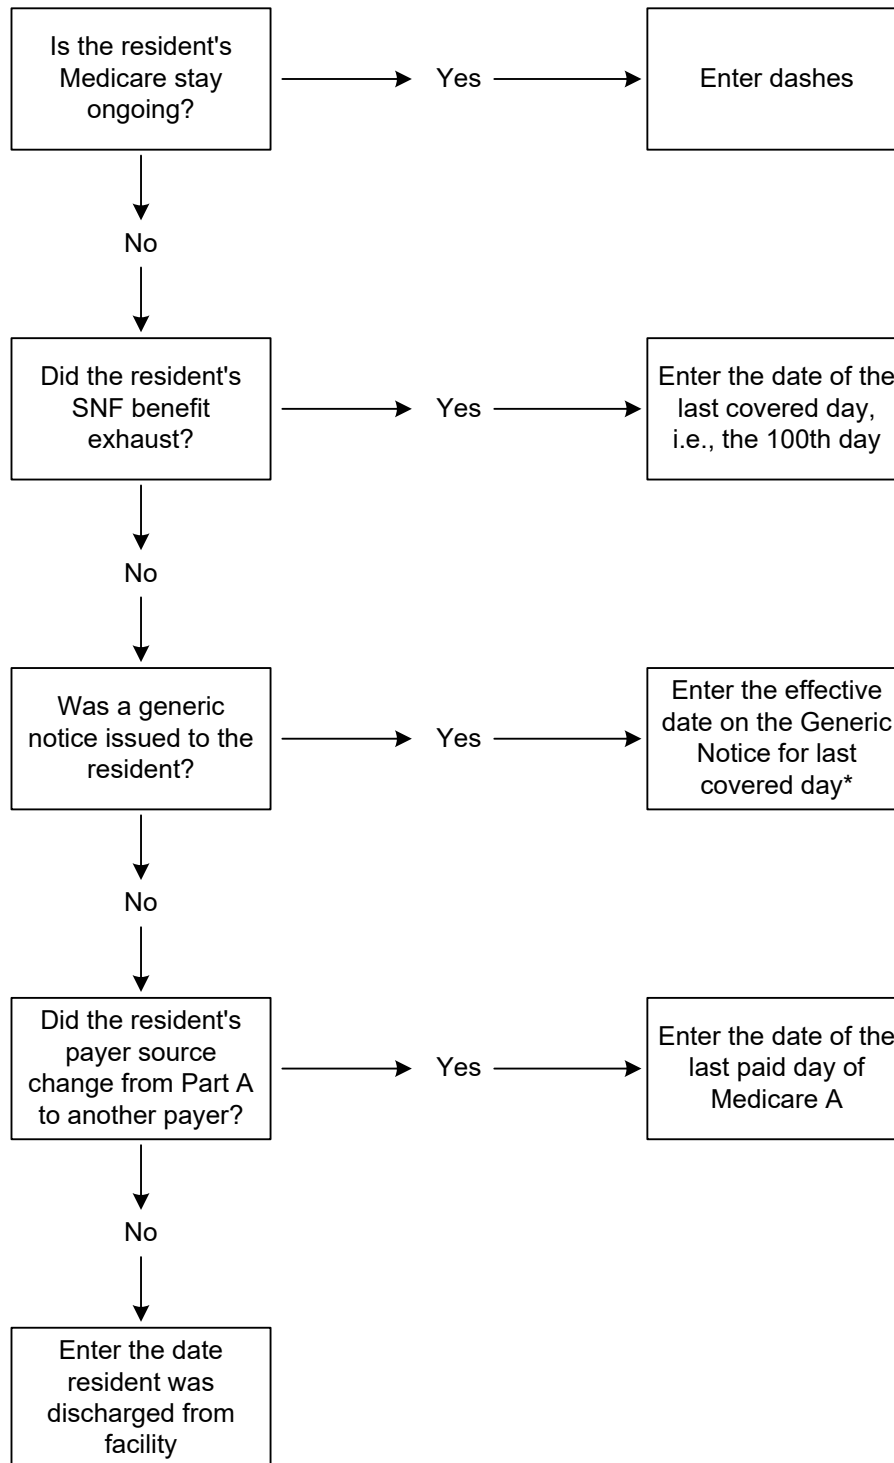 Is the resident's
Medicare stay
ongoing?
Yes
Enter dashes
No
Did the resident's
SNF benefit
exhaust?
Yes
Enter the date of the
last covered day,
i.e., the 100th day
No
Was a generic
notice issued to the
resident?
Yes
Enter the effective
date on the Generic
Notice for last
covered day*
No
Did the resident's
payer source
change from Part A
to another payer?
Yes
Enter the date of the
last paid day of
Medicare A
No
Enter the date
resident was
discharged from
facility